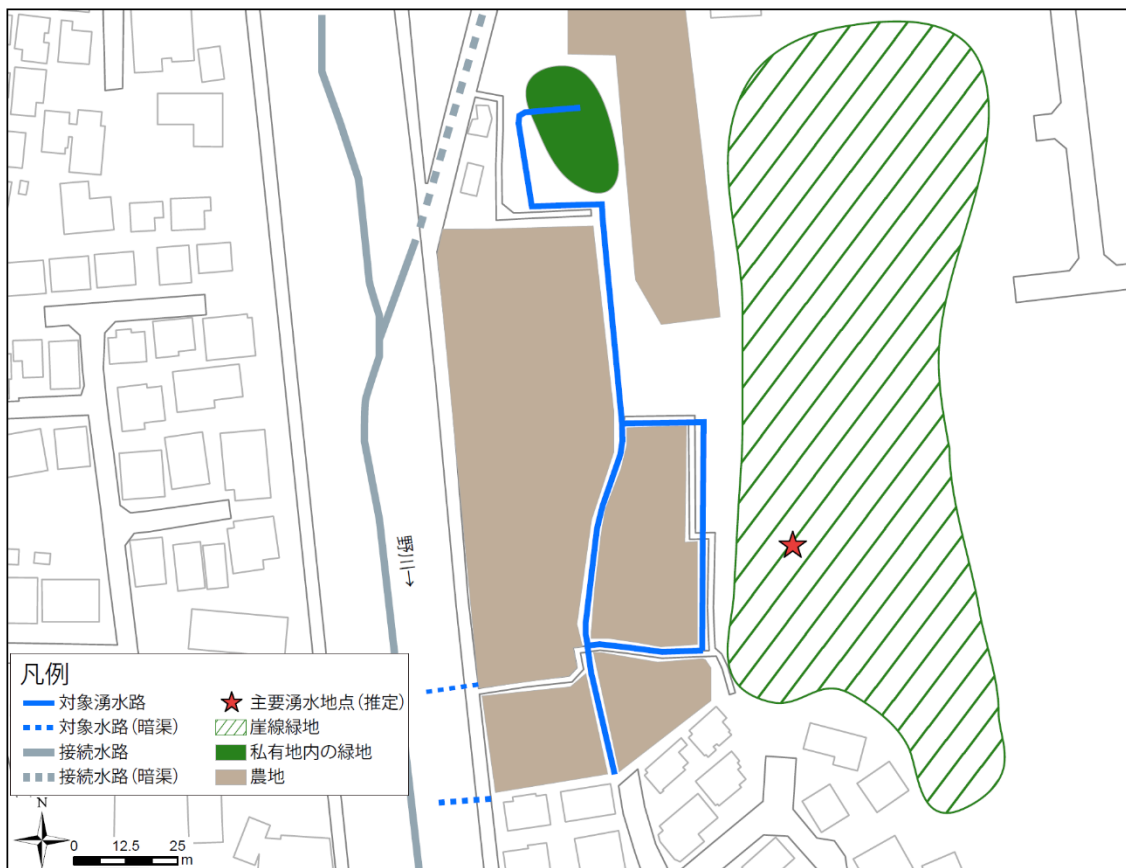 野川→
凡例
対象湧水路
対象水路(暗渠)
接続水路
接続水路(暗渠)
主要湧水地点(推定)
崖線緑地
私有地内の緑地
農地
N
0 12.5 25
m